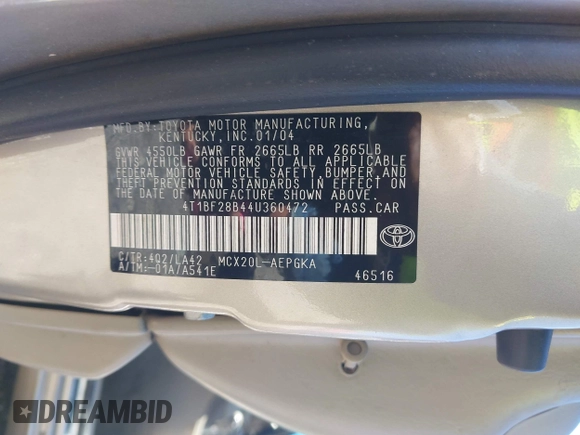 MFD.BY:TOYOTA MOTOR MANUFACTURING,
KENTUCKY,INC.01/04
GVWR 4550LB GAWR FR 2665LB RR 2665LB
THIS VEHICLE CONFORMS TO ALL APPLICABLE
FEDERAL MOTOR VEHICLE SAFETY,BUMPER,AND
THEFT PREVENTION STANDARDS IN EFFECT ON
THE DATE OF MANUFACTURE SHOWN ABOVE.
4T1BF28B44U360472 PASS.CAR
C/TR:4Q2/LA42 MCX20L-AEPGKA
A/TM:-01A/A541E 46516
DREAMBID